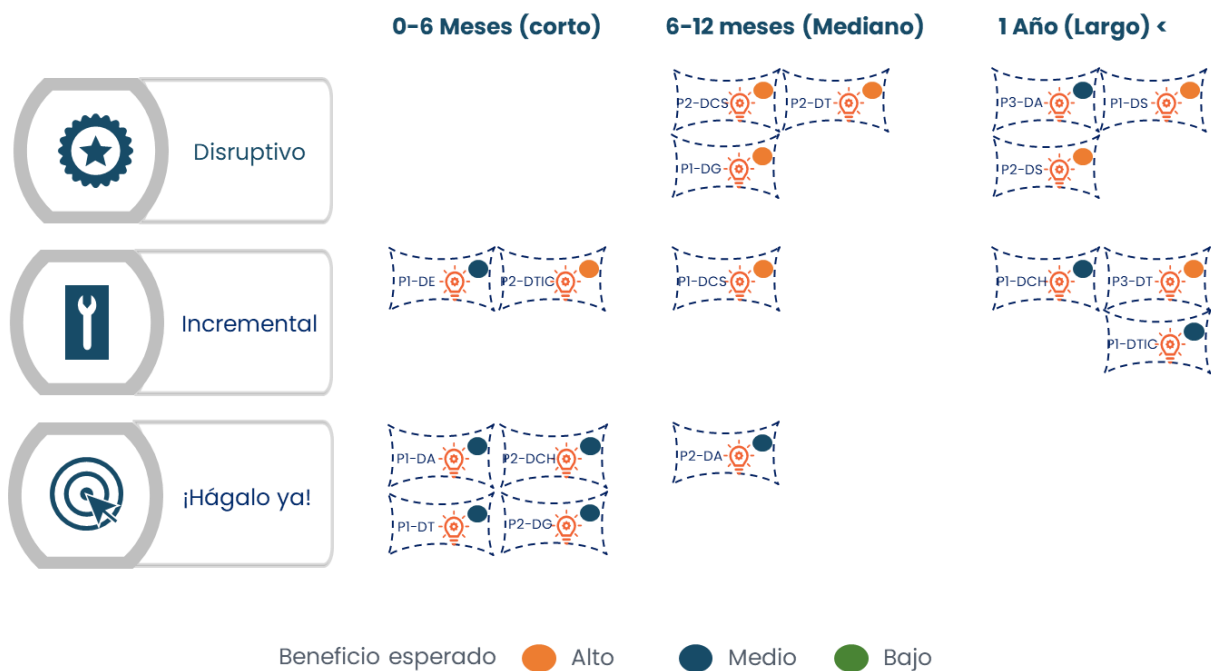 0-6 Meses (corto) 6-12 meses (Mediano) 1 Año (Largo) <
Disruptivo
P2-DCS P2-DT P3-DA P1-DS
P1-DG P2-DS
Incremental
P1-DE P2-DTIC P1-DCS P1-DCH P3-DT
P1-DTIC
¡Hágalo ya!
P1-DA P2-DCH P2-DA
P1-DT P2-DG
Beneficio esperado Alto Medio Bajo